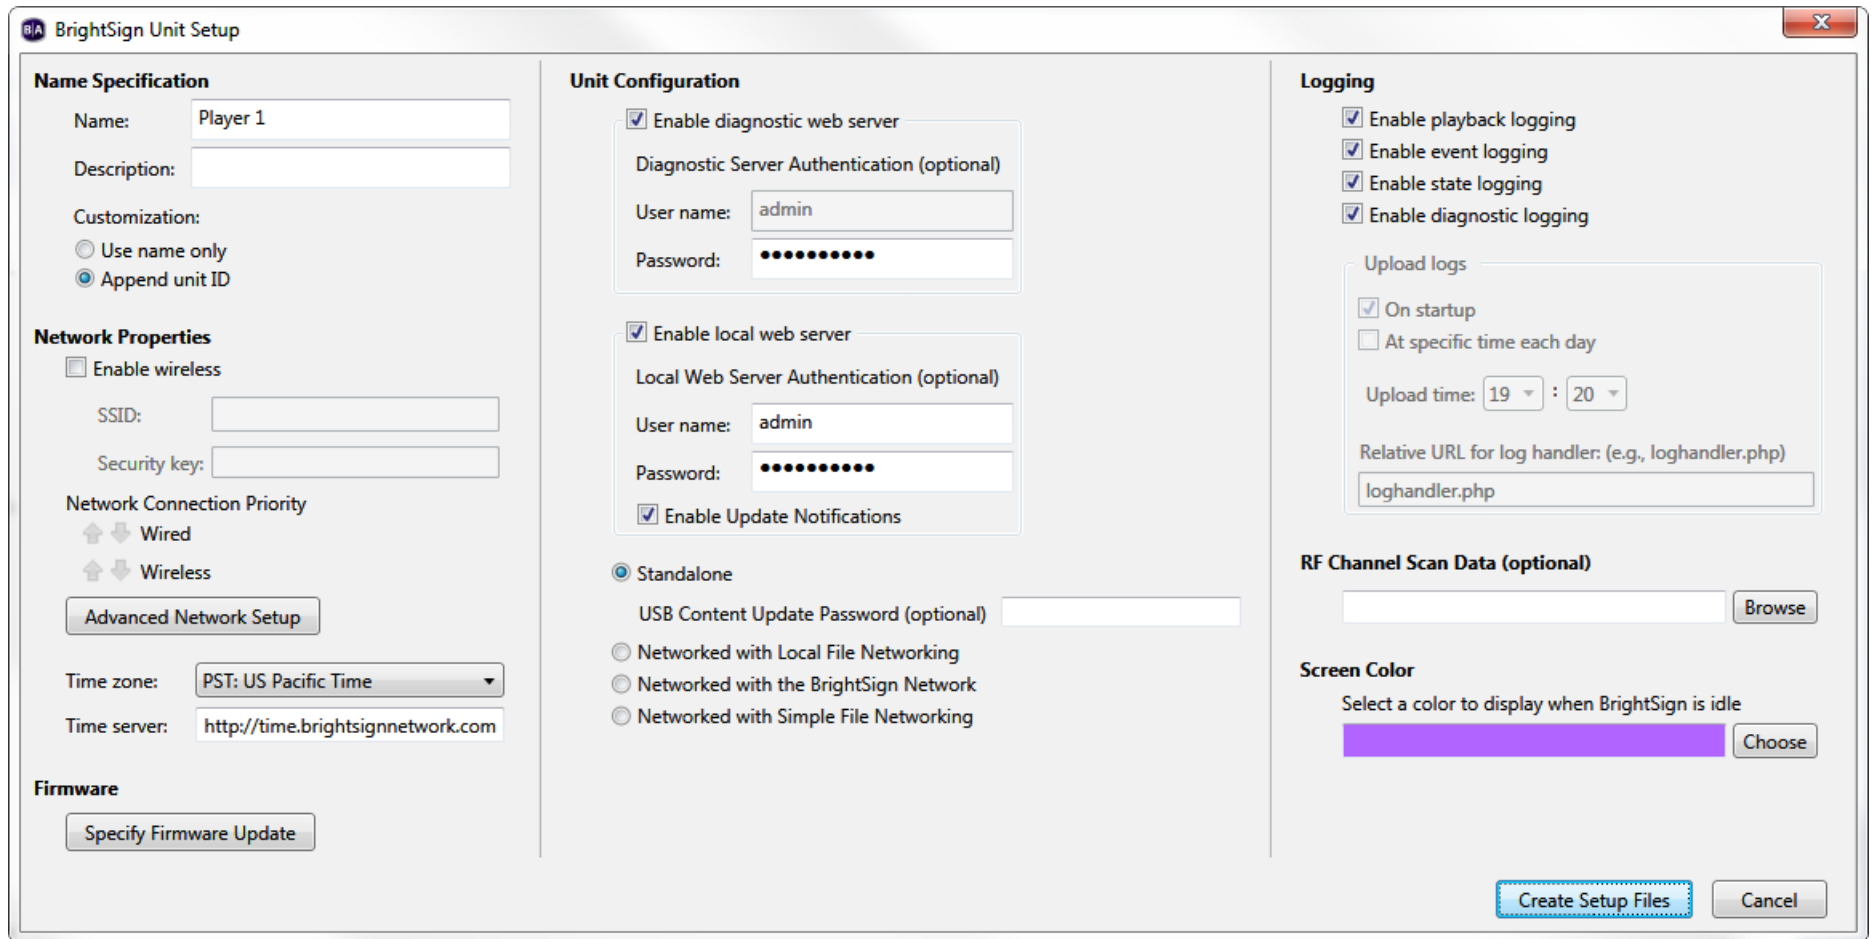 BrightSign Unit Setup
Name Specification
Name: Player 1
Description:
Customization:
Use name only
Append unit ID
Network Properties
Enable wireless
SSID:
Security key:
Network Connection Priority
Wired
Wireless
Advanced Network Setup
Time zone: PST: US Pacific Time
Time server: http://time.brightsignnetwork.com
Firmware
Specify Firmware Update
Unit Configuration
Enable diagnostic web server
Diagnostic Server Authentication (optional)
User name: admin
Password: ●●●●●●●●●●
Enable local web server
Local Web Server Authentication (optional)
User name: admin
Password: ●●●●●●●●●●
Enable Update Notifications
Standalone
USB Content Update Password (optional)
Networked with Local File Networking
Networked with the BrightSign Network
Networked with Simple File Networking
Logging
Enable playback logging
Enable event logging
Enable state logging
Enable diagnostic logging
Upload logs
On startup
At specific time each day
Upload time: 19 : 20
Relative URL for log handler: (e.g., loghandler.php)
loghandler.php
RF Channel Scan Data (optional)
Browse
Screen Color
Select a color to display when BrightSign is idle
Choose
Create Setup Files
Cancel